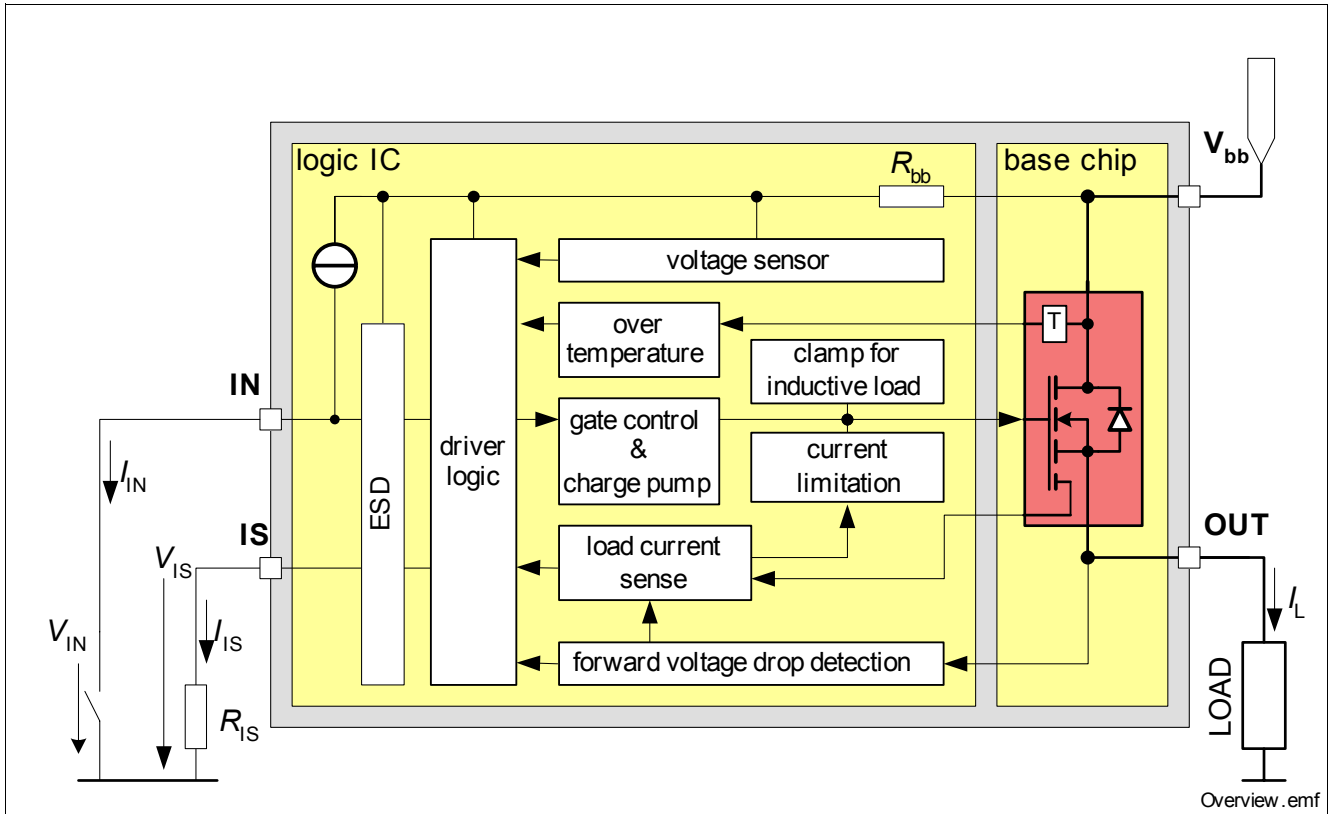 logic IC
R_bb
base chip
V_bb
voltage sensor
over
temperature
T
clamp for
inductive load
IN
gate control
&
charge pump
driver
logic
current
limitation
I_IN
ESD
IS
OUT
load current
sense
V_IS
I_L
V_IN
I_IS
forward voltage drop detection
R_IS
LOAD
Overview.emf